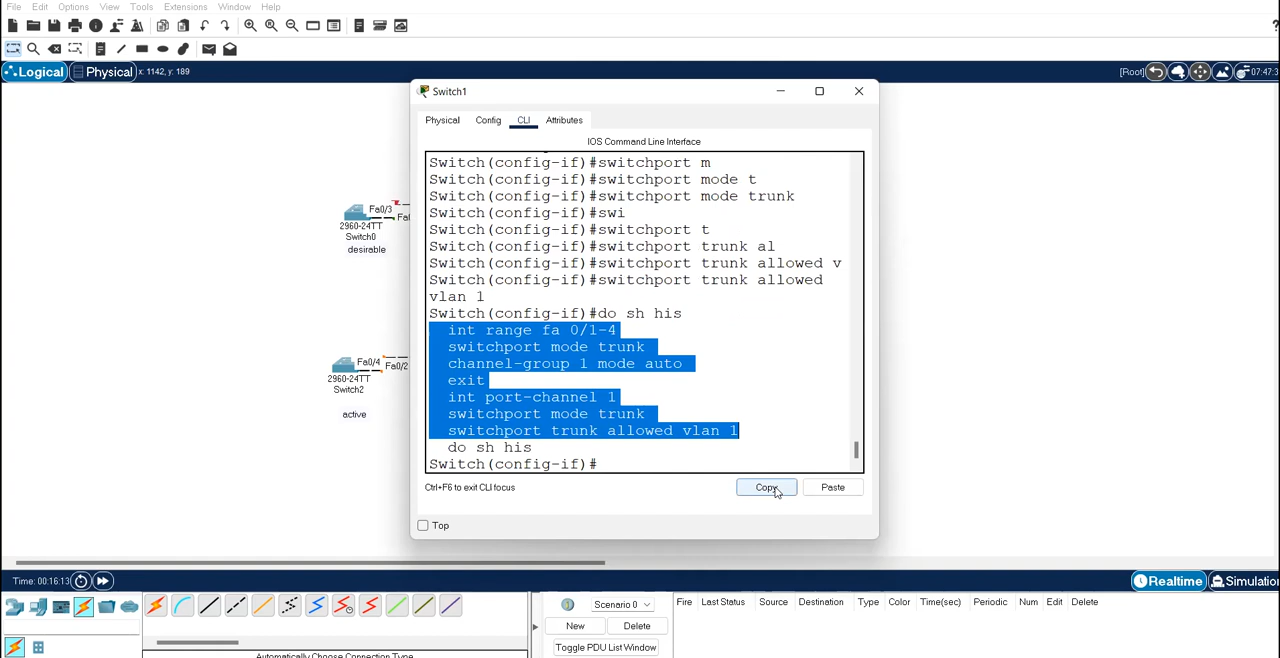 File Edit Options View Tools Extensions Window Help
?
Logical Physical x: 1142, y: 189 [Root] 07:47:3
Switch1
Physical Config CLI Attributes
IOS Command Line Interface
Switch(config-if)#switchport m
Switch(config-if)#switchport mode t
Switch(config-if)#switchport mode trunk
Switch(config-if)#swi
Switch(config-if)#switchport t
Switch(config-if)#switchport trunk al
Switch(config-if)#switchport trunk allowed v
Switch(config-if)#switchport trunk allowed
vlan 1
Switch(config-if)#do sh his
int range fa 0/1-4
switchport mode trunk
channel-group 1 mode auto
exit
int port-channel 1
switchport mode trunk
switchport trunk allowed vlan 1
do sh his
Switch(config-if)#
Ctrl+F6 to exit CLI focus
Copy Paste
Top
Fa0/3
Fa
2960-24TT
Switch0
desirable
Fa0/4
Fa0/2
2960-24TT
Switch2
active
Time: 00:16:13 Realtime Simulation
Scenario 0
New Delete
Toggle PDU List Window
Fire Last Status Source Destination Type Color Time(sec) Periodic Num Edit Delete
Automatically Choose Connection Type